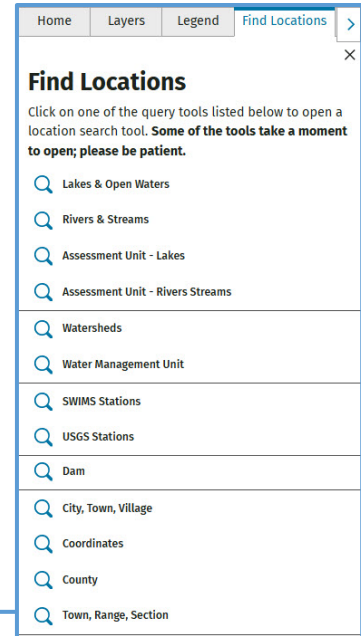 Home Layers Legend Find Locations >
Find Locations
Click on one of the query tools listed below to open a
location search tool. Some of the tools take a moment
to open; please be patient.
Lakes & Open Waters
Rivers & Streams
Assessment Unit - Lakes
Assessment Unit - Rivers Streams
Watersheds
Water Management Unit
SWIMS Stations
USGS Stations
Dam
City, Town, Village
Coordinates
County
Town, Range, Section